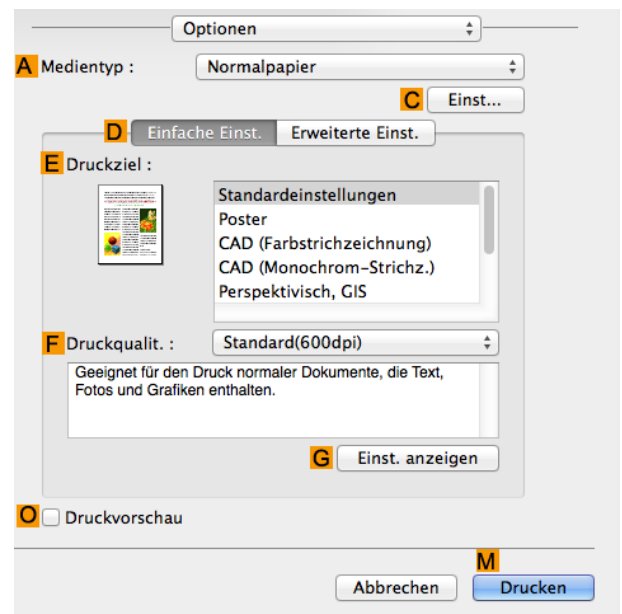 Optionen
A Medientyp : Normalpapier
C Einst...
D Einfache Einst. Erweiterte Einst.
E Druckziel :
Standardeinstellungen
Poster
CAD (Farbstrichzeichnung)
CAD (Monochrom-Strichz.)
Perspektivisch, GIS
F Druckqualit. : Standard(600dpi)
Geeignet für den Druck normaler Dokumente, die Text,
Fotos und Grafiken enthalten.
G Einst. anzeigen
O Druckvorschau
M
Abbrechen Drucken